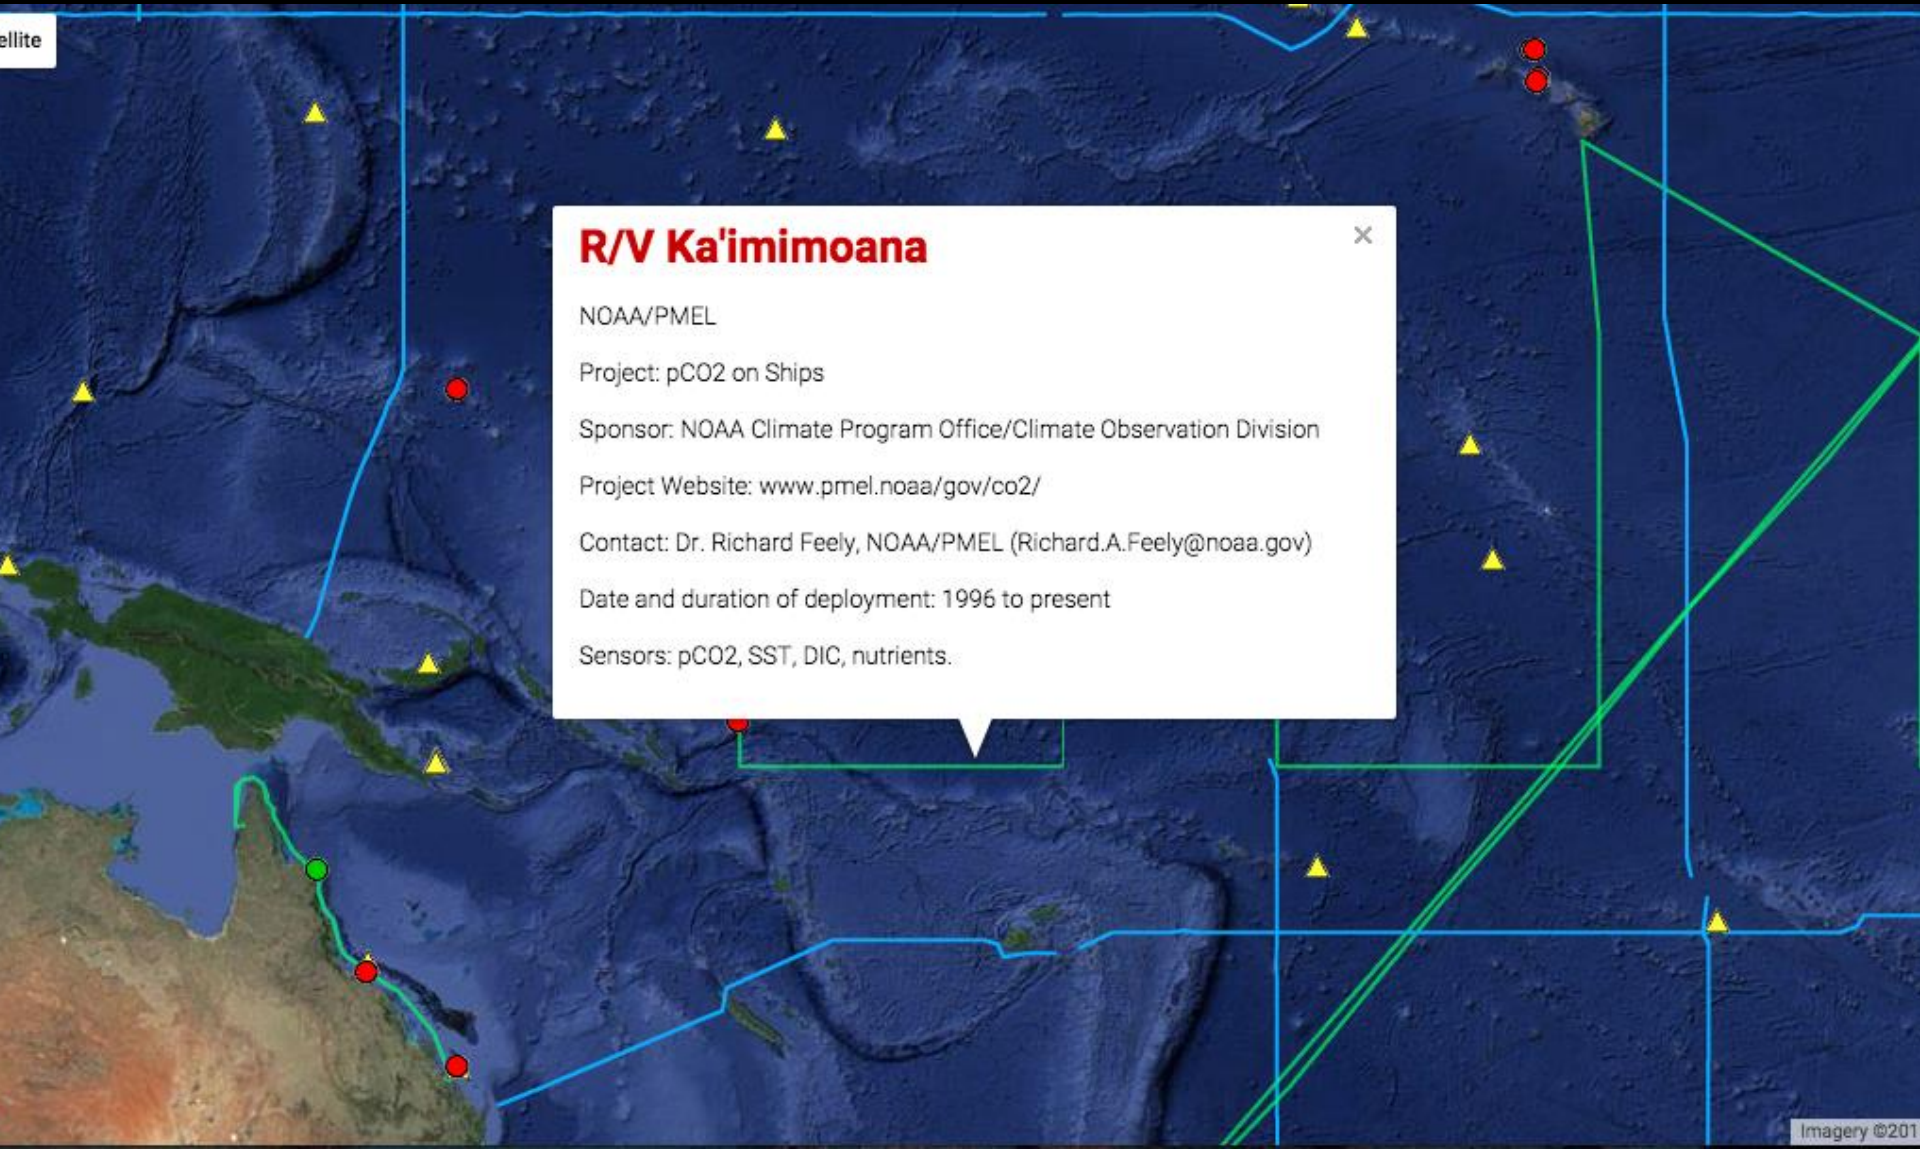 ellite
R/V Ka'imimoana
×
NOAA/PMEL
Project: pCO2 on Ships
Sponsor: NOAA Climate Program Office/Climate Observation Division
Project Website: www.pmel.noaa/gov/co2/
Contact: Dr. Richard Feely, NOAA/PMEL (Richard.A.Feely@noaa.gov)
Date and duration of deployment: 1996 to present
Sensors: pCO2, SST, DIC, nutrients.
Imagery ©201